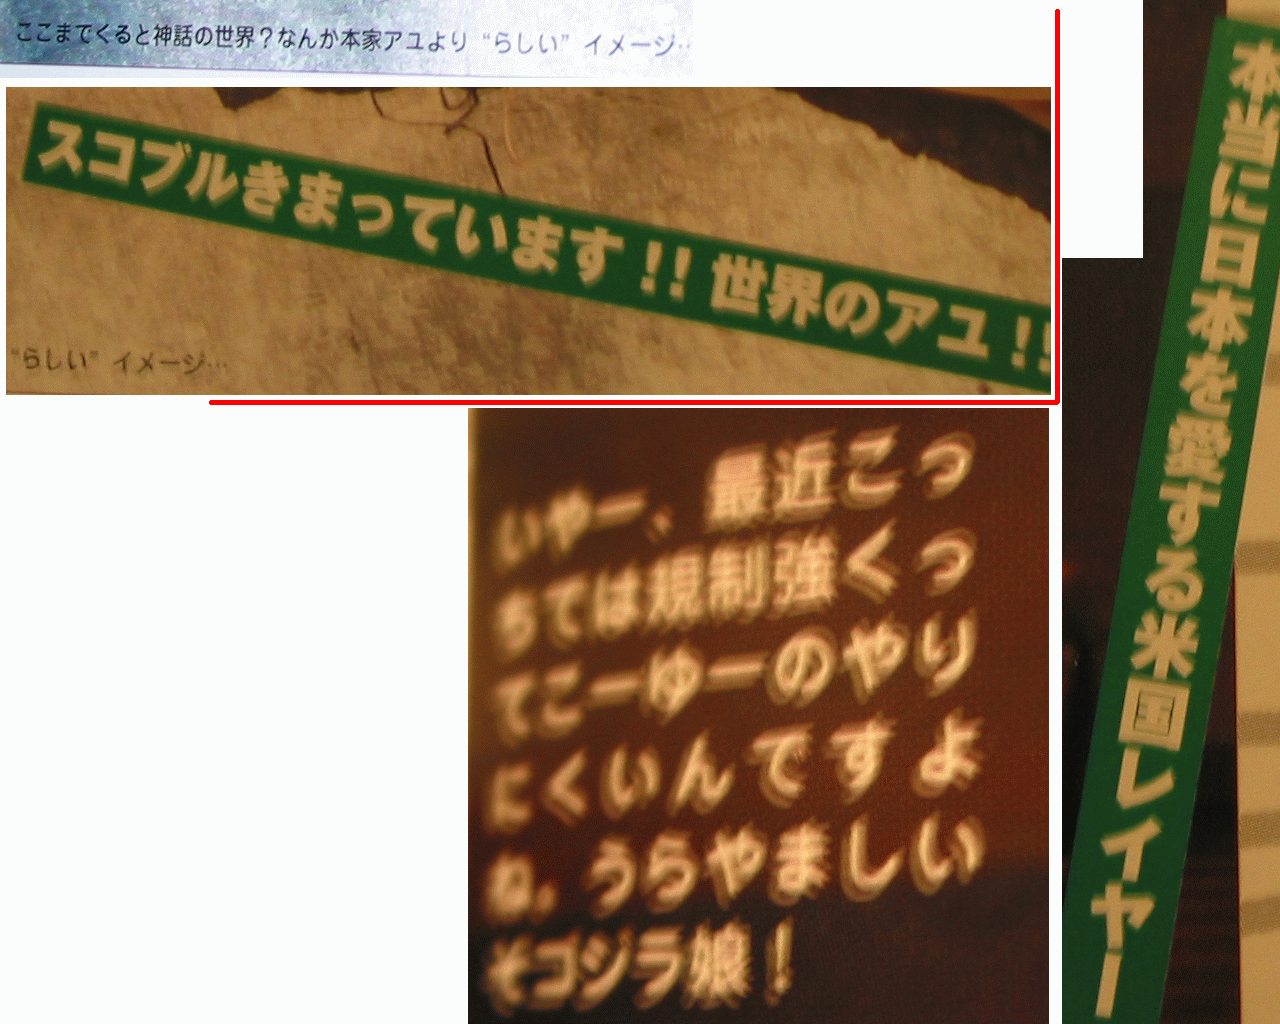 ここまでくると神話の世界？なんか本家アユより“らしい”イメージ…
スコブルきまっています！！世界のアユ！！
“らしい”イメージ…
本当に日本を愛する米国レイヤー
いやー、最近こっ
ちでは規制強くっ
てこーゆーのやり
にくいんですよ
ね。うらやましい
ぞゴジラ娘！